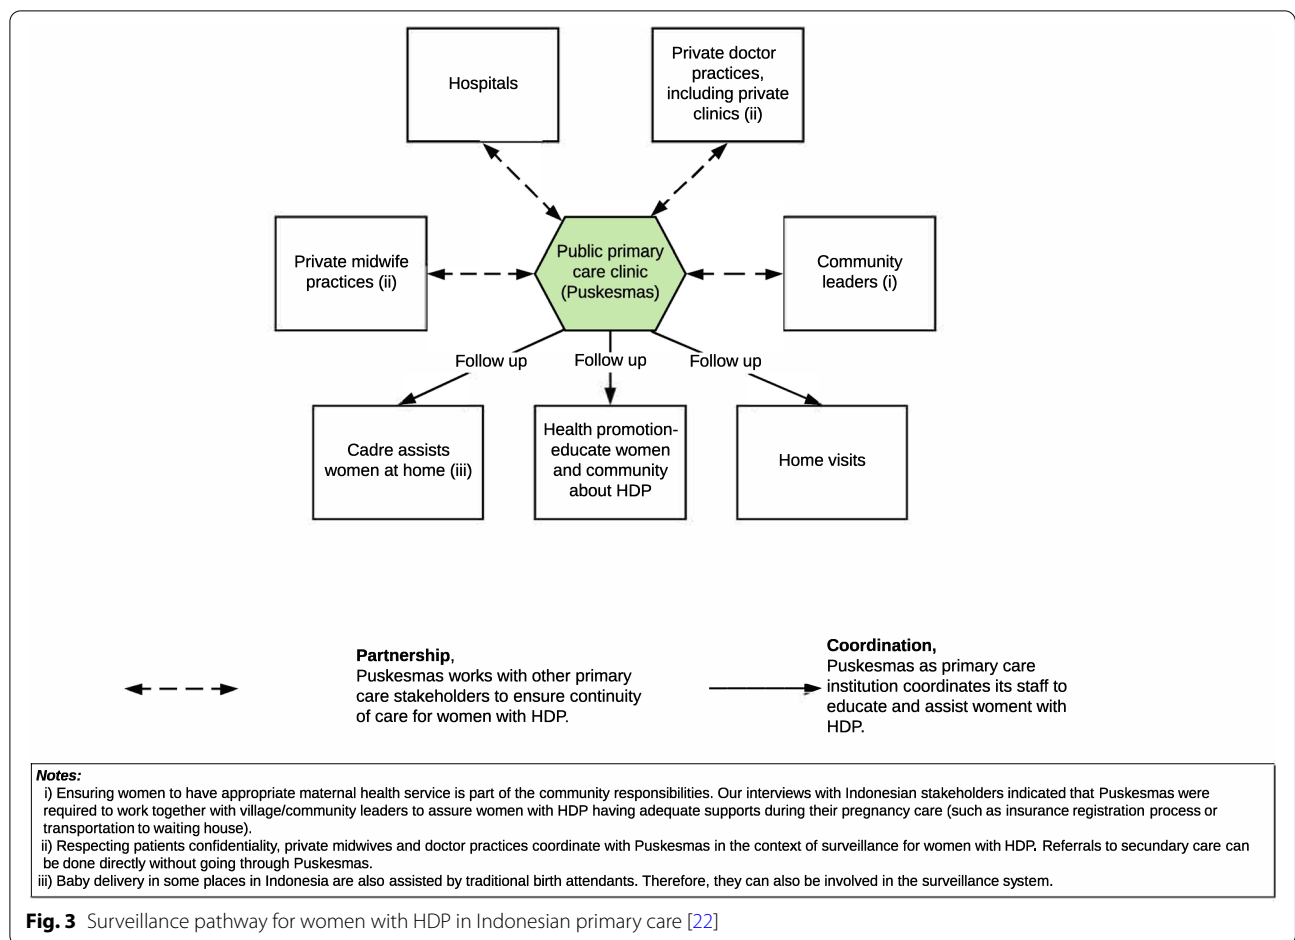 Hospitals
Private doctor
practices,
including private
clinics (ii)
Private midwife
practices (ii)
Public primary
care clinic
(Puskesmas)
Community
leaders (i)
Follow up
Follow up
Follow up
Cadre assists
women at home (iii)
Health promotion-
educate women
and community
about HDP
Home visits
Partnership,
Puskesmas works with other primary
care stakeholders to ensure continuity
of care for women with HDP.
Coordination,
Puskesmas as primary care
institution coordinates its staff to
educate and assist woment with
HDP.
Notes:
i) Ensuring women to have appropriate maternal health service is part of the community responsibilities. Our interviews with Indonesian stakeholders indicated that Puskesmas were
required to work together with village/community leaders to assure women with HDP having adequate supports during their pregnancy care (such as insurance registration process or
transportation to waiting house).
ii) Respecting patients confidentiality, private midwives and doctor practices coordinate with Puskesmas in the context of surveillance for women with HDP. Referrals to secundary care can
be done directly without going through Puskesmas.
iii) Baby delivery in some places in Indonesia are also assisted by traditional birth attendants. Therefore, they can also be involved in the surveillance system.
Fig. 3 Surveillance pathway for women with HDP in Indonesian primary care [22]